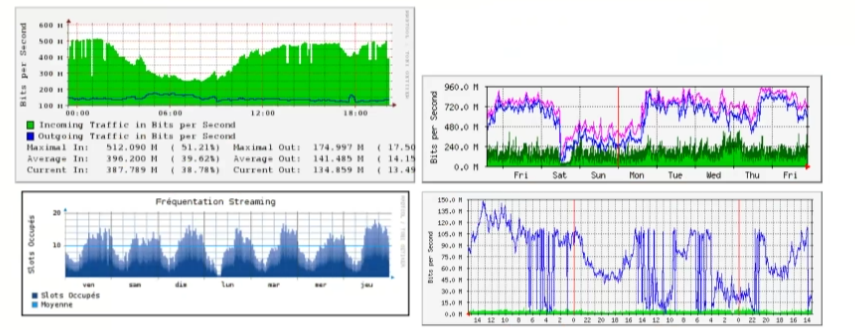 600 M
500 M
400 M
300 M
200 M
100 M
Bits per Second
00:00 06:00 12:00 18:00
Incoming Traffic in Bits per Second
Outgoing Traffic in Bits per Second
Maximal In: 512.090 M ( 51.21%) Maximal Out: 174.997 M ( 17.50
Average In: 396.200 M ( 39.62%) Average Out: 141.485 M ( 14.15
Current In: 387.789 M ( 38.78%) Current Out: 134.859 M ( 13.49
960.0 M
720.0 M
480.0 M
240.0 M
0.0 M
Bits per Second
Fri Sat Sun Mon Tue Wed Thu Fri
Fréquentation Streaming
20
10
Slots Occupés
ven sam dim lun mar mer jeu
Slots Occupés
Moyenne
150.0 M
135.0 M
120.0 M
105.0 M
90.0 M
75.0 M
60.0 M
45.0 M
30.0 M
15.0 M
0.0 M
Bits per Second
14 12 10 8 6 4 2 0 22 20 18 16 14 12 10 8 6 4 2 0 22 20 18 16 14